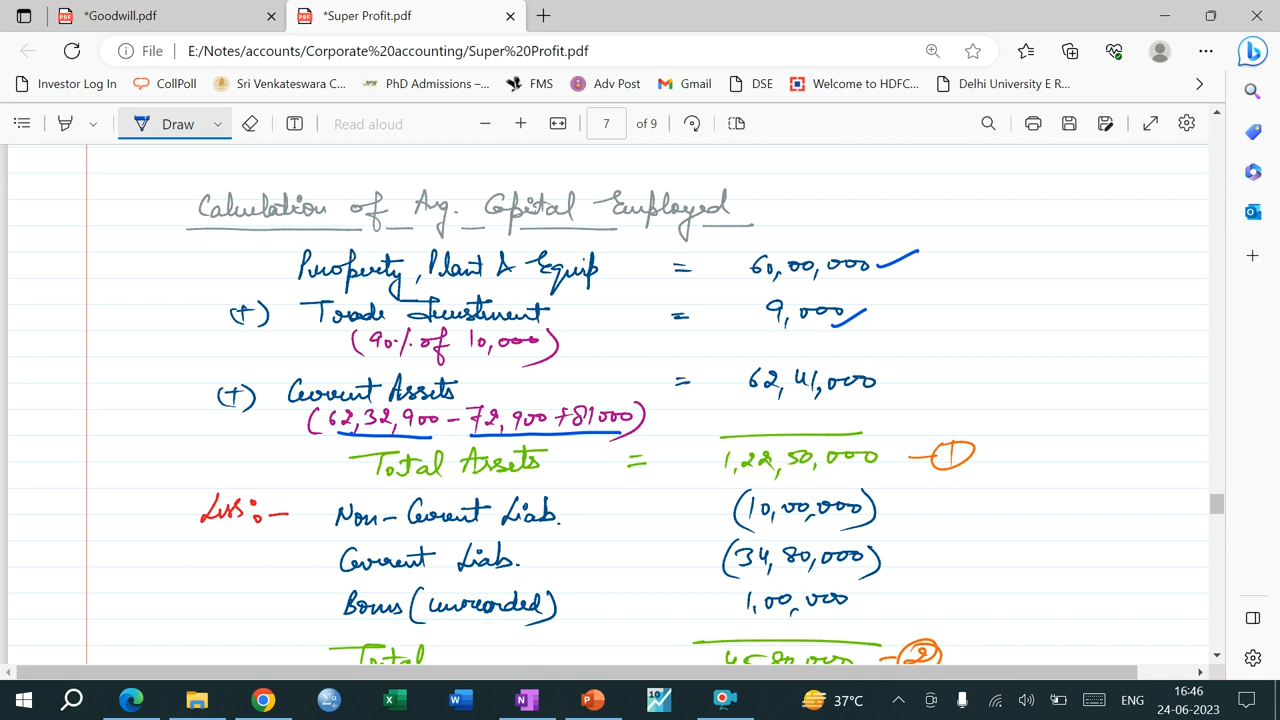 *Goodwill.pdf
*Super Profit.pdf
File E:/Notes/accounts/Corporate%20accounting/Super%20Profit.pdf
Investor Log In CollPoll Sri Venkateswara C... PhD Admissions –... FMS Adv Post Gmail DSE Welcome to HDFC... Delhi University E R...
Draw Read aloud 7 of 9
Calculation of Avg. Capital Employed
Property, Plant & Equip = 60,00,000
(+) Trade Investment = 9,000
(90% of 10,000)
(+) Current Assets = 62,41,000
(62,32,900 – 72,900 + 81000)
Total Assets = 1,22,50,000 – 1
Less:– Non-Current Liab. (10,00,000)
Current Liab. (34,80,000)
Bonus (unrecorded) 1,00,000
Total 45,80,000 – 2
37°C ENG 16:46
24-06-2023